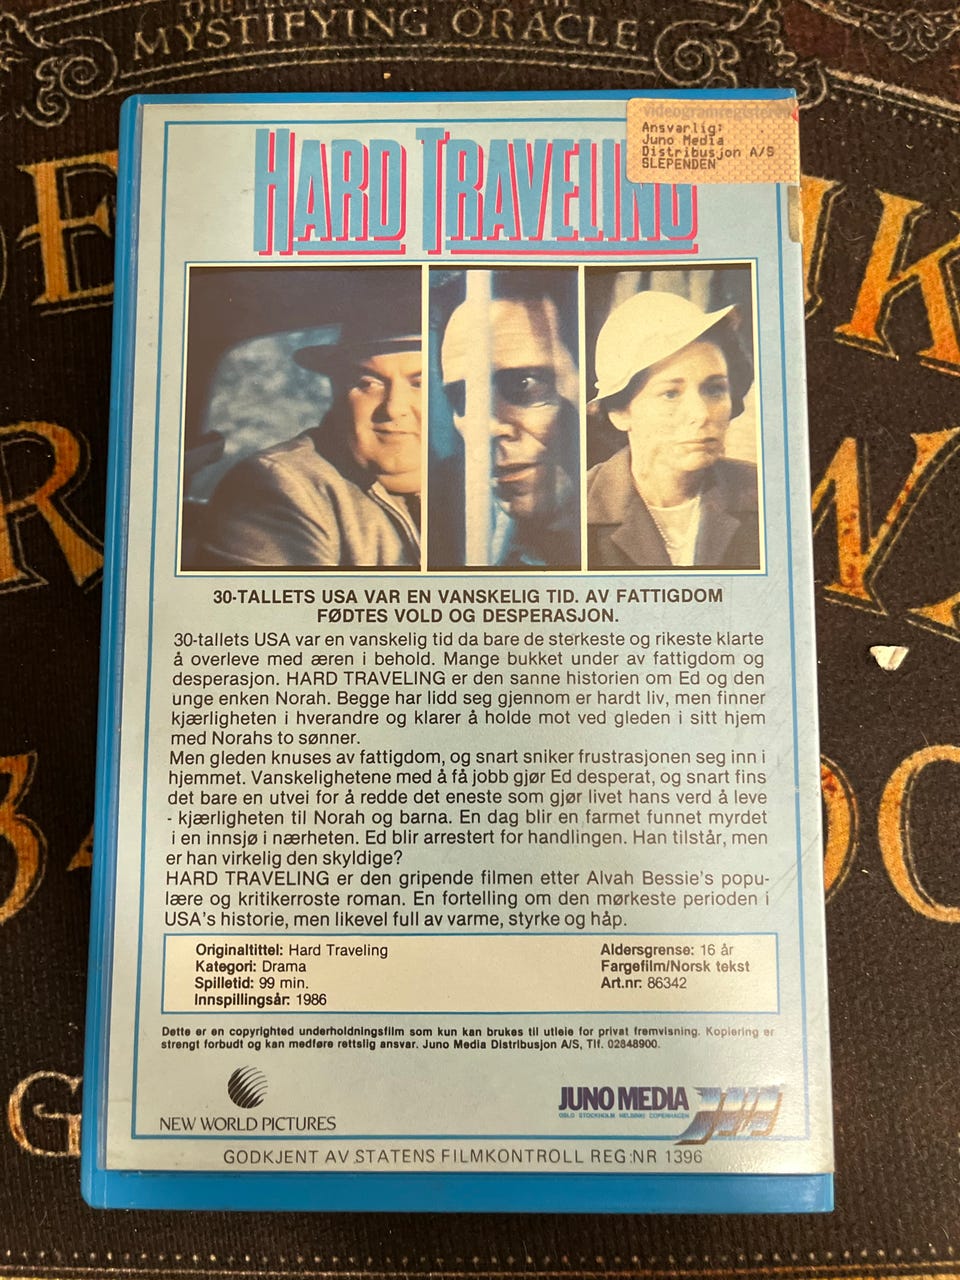 MYSTIFYING ORACLE
videogramregisteret
Ansvarlig:
Juno Media
Distribusjon A/S
SLEPENDEN
HARD TRAVELING
30-TALLETS USA VAR EN VANSKELIG TID. AV FATTIGDOM
FØDTES VOLD OG DESPERASJON.
30-tallets USA var en vanskelig tid da bare de sterkeste og rikeste klarte
å overleve med æren i behold. Mange bukket under av fattigdom og
desperasjon. HARD TRAVELING er den sanne historien om Ed og den
unge enken Norah. Begge har lidd seg gjennom er hardt liv, men finner
kjærligheten i hverandre og klarer å holde mot ved gleden i sitt hjem
med Norahs to sønner.
Men gleden knuses av fattigdom, og snart sniker frustrasjonen seg inn i
hjemmet. Vanskelighetene med å få jobb gjør Ed desperat, og snart fins
det bare en utvei for å redde det eneste som gjør livet hans verd å leve
- kjærligheten til Norah og barna. En dag blir en farmet funnet myrdet
i en innsjø i nærheten. Ed blir arrestert for handlingen. Han tilstår, men
er han virkelig den skyldige?
HARD TRAVELING er den gripende filmen etter Alvah Bessie's popu-
lære og kritikerroste roman. En fortelling om den mørkeste perioden i
USA's historie, men likevel full av varme, styrke og håp.
Originaltittel: Hard Traveling
Kategori: Drama
Spilletid: 99 min.
Innspillingsår: 1986
Aldersgrense: 16 år
Fargefilm/Norsk tekst
Art.nr: 86342
Dette er en copyrighted underholdningsfilm som kun kan brukes til utleie for privat fremvisning. Kopiering er
strengt forbudt og kan medføre rettslig ansvar. Juno Media Distribusjon A/S, Tlf. 02848900.
NEW WORLD PICTURES
JUNO MEDIA
OSLO STOCKHOLM HELSINKI COPENHAGEN
GODKJENT AV STATENS FILMKONTROLL REG:NR 1396